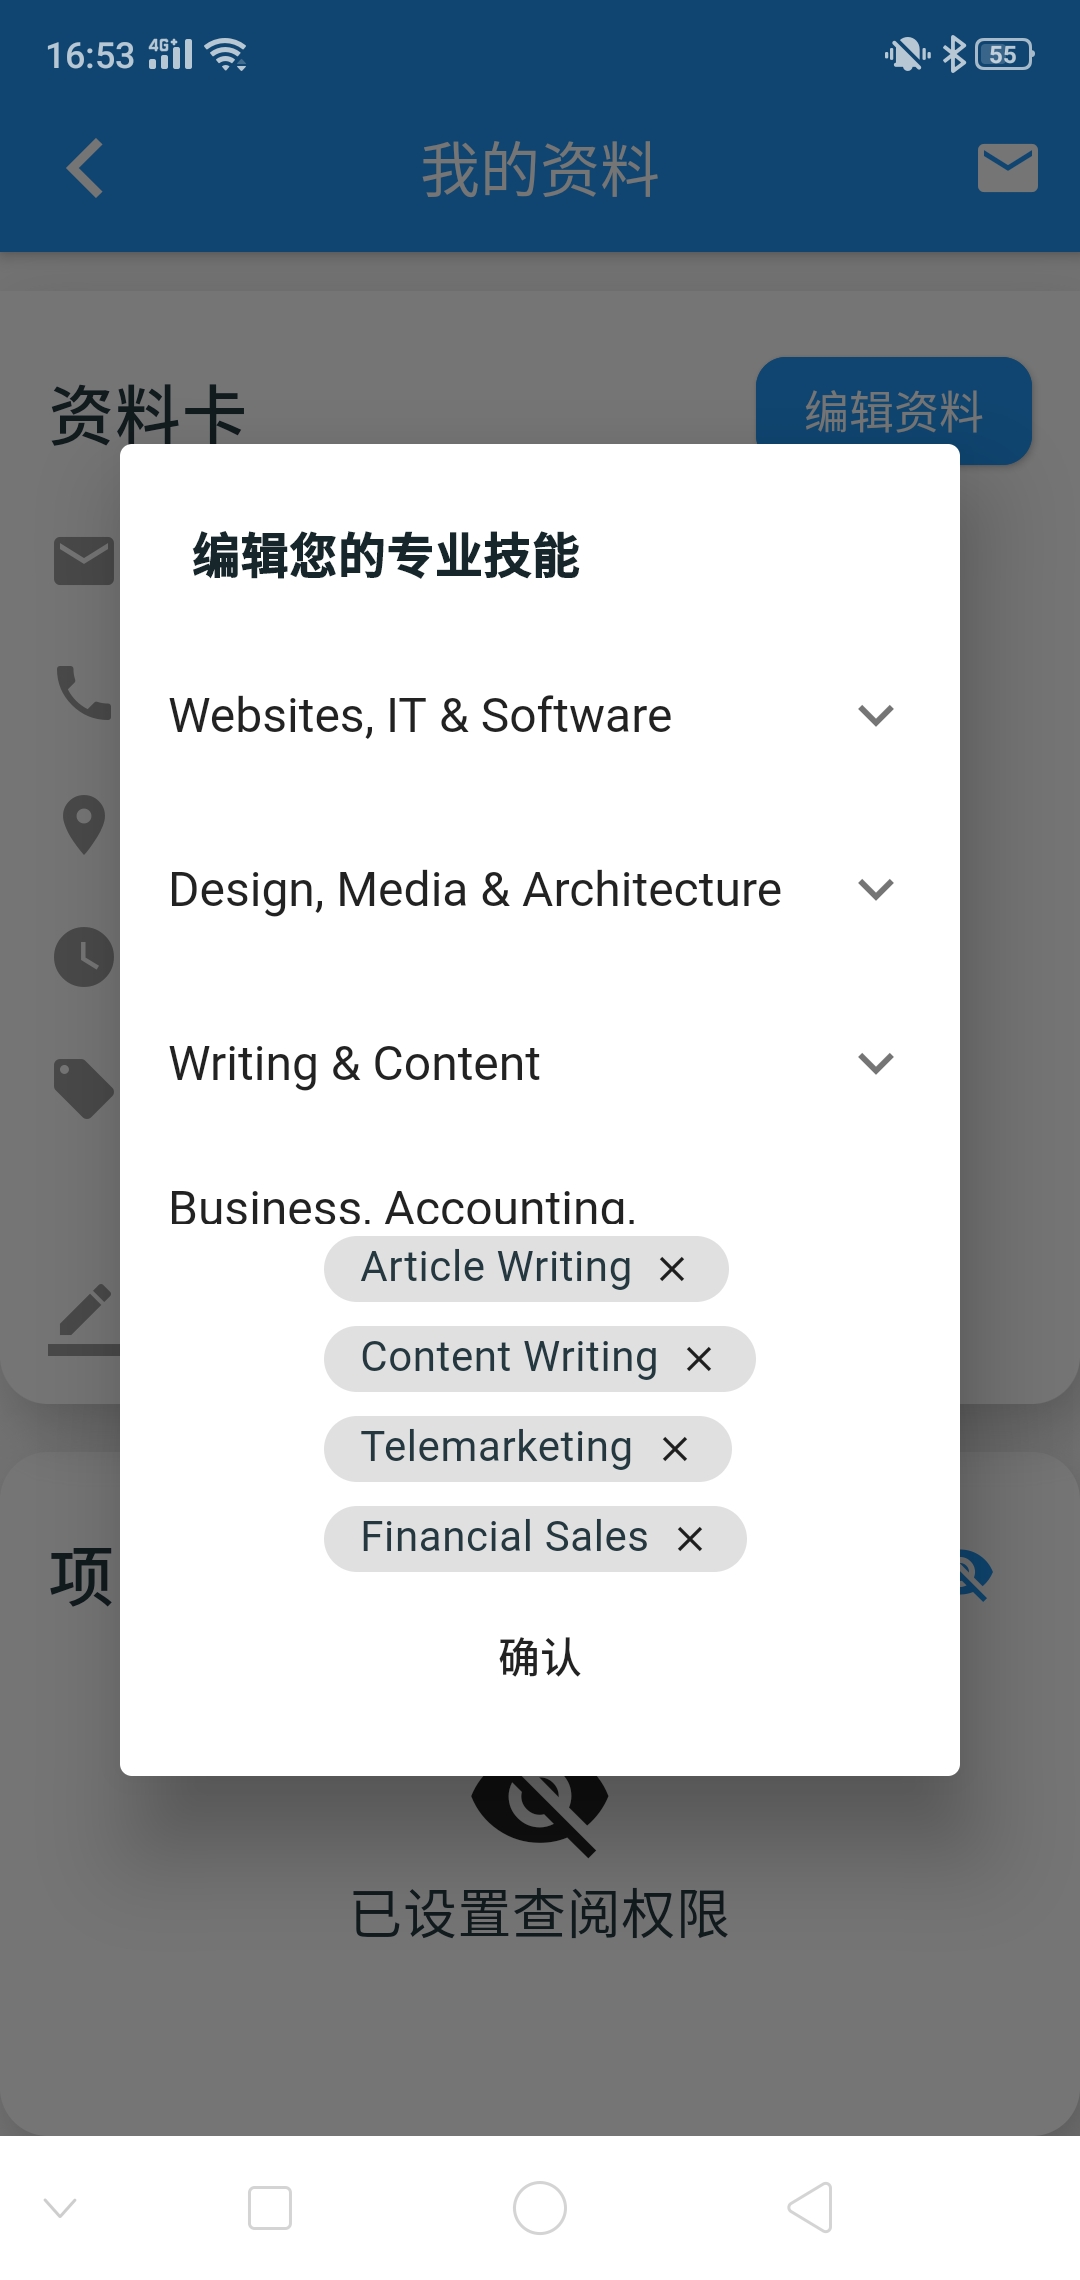 16:53 4G+ 55
我的资料
资料卡
编辑资料
编辑您的专业技能
Websites, IT & Software
Design, Media & Architecture
Writing & Content
Business, Accounting,
Article Writing
Content Writing
Telemarketing
Financial Sales
项
确认
已设置查阅权限